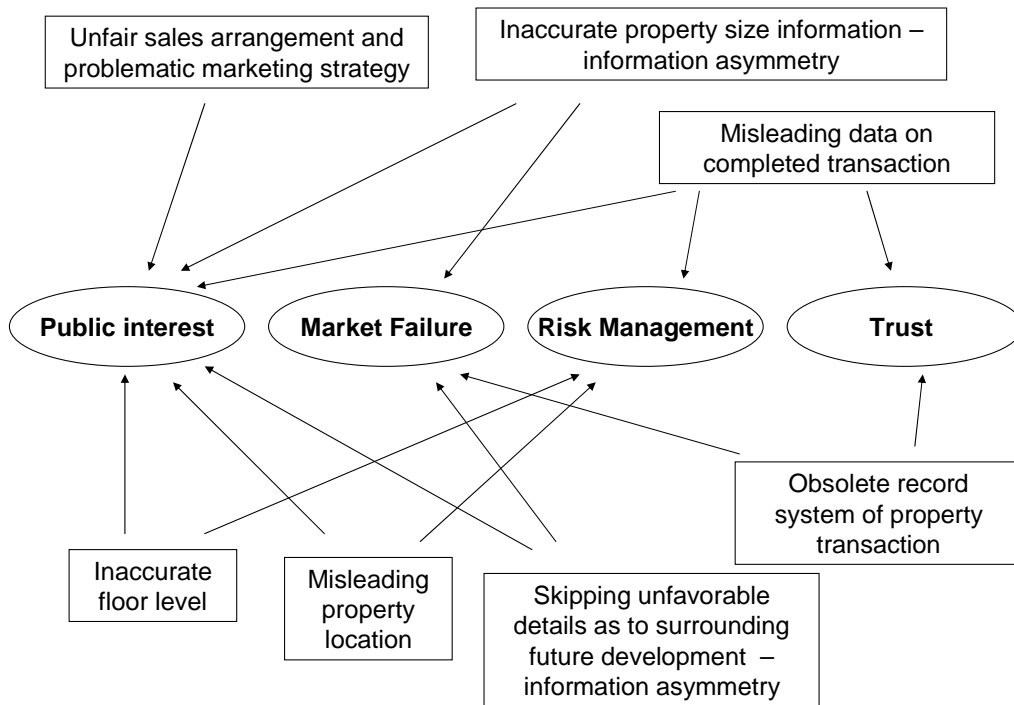 Unfair sales arrangement and
problematic marketing strategy
Inaccurate property size information –
information asymmetry
Misleading data on
completed transaction
Public interest
Market Failure
Risk Management
Trust
Inaccurate
floor level
Misleading
property
location
Skipping unfavorable
details as to surrounding
future development –
information asymmetry
Obsolete record
system of property
transaction